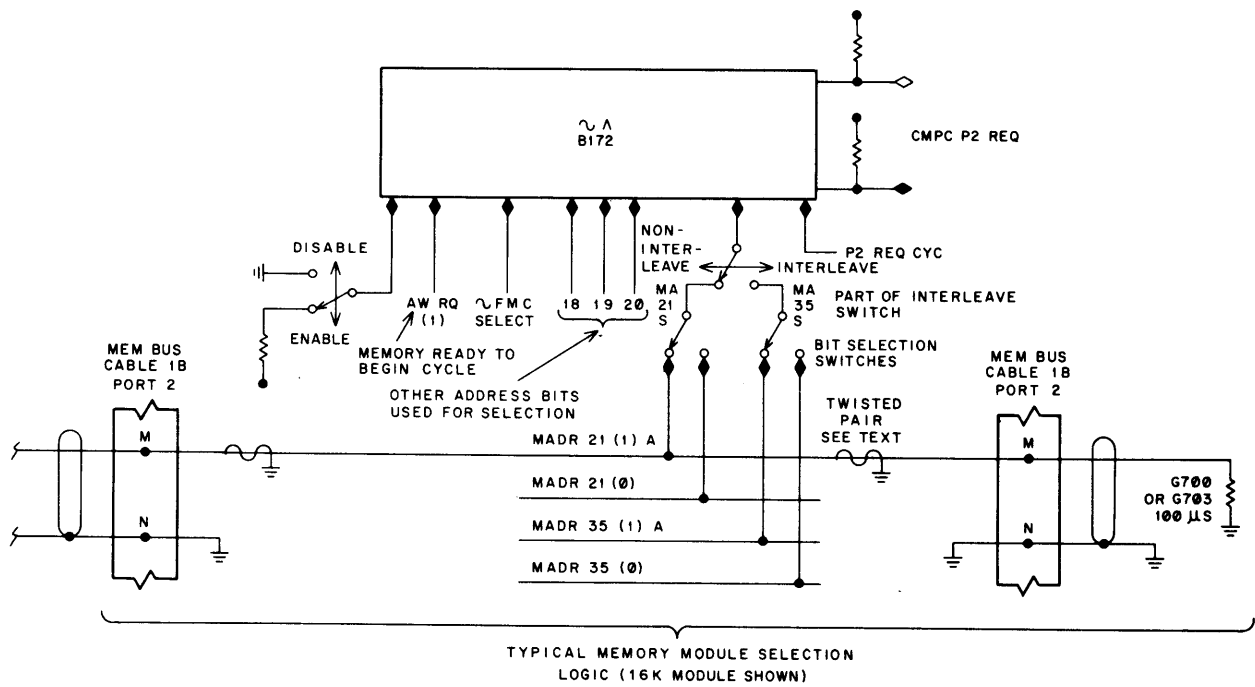 ∿ ∧
B172
CMPC P2 REQ
DISABLE
ENABLE
AW RQ
(1)
MEMORY READY TO
BEGIN CYCLE
∿FMC
SELECT
18 19 20
OTHER ADDRESS BITS
USED FOR SELECTION
NON-
INTER-
LEAVE
INTERLEAVE
P2 REQ CYC
MA
21
S
MA
35
S
PART OF INTERLEAVE
SWITCH
BIT SELECTION
SWITCHES
MEM BUS
CABLE 1B
PORT 2
M
N
MADR 21 (1) A
MADR 21 (0)
MADR 35 (1) A
MADR 35 (0)
TWISTED
PAIR
SEE TEXT
MEM BUS
CABLE 1B
PORT 2
M
N
G700
OR G703
100 µS
TYPICAL MEMORY MODULE SELECTION
LOGIC (16K MODULE SHOWN)